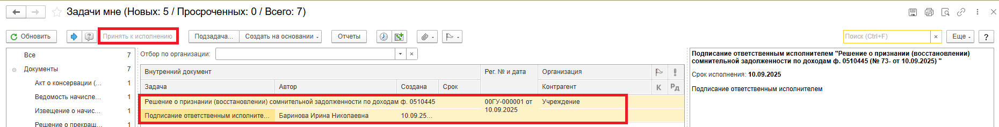 Задачи мне (Новых: 5 / Просроченных: 0 / Всего: 7)
Обновить
Принять к исполнению
Подзадача...
Создать на основании
Отчеты
Поиск (Ctrl+F)
×
Еще
?
Все 7
Документы 7
Акт о консервации (... 1
Ведомость начисле... 1
Извещение о начис... 1
Решение о прекращ... 1
Отбор по организации:
Внутренний документ Рег. № и дата Организация
Задача Автор Создана Срок Контрагент К Рд
Решение о признании (восстановлении) сомнительной задолженности по доходам ф. 0510445 00ГУ-000001 от Учреждение
10.09.2025
Подписание ответственным исполните... Баринова Ирина Николаевна 10.09.25...
Подписание ответственным исполнителем "Решение о признании (восстановлении)
сомнительной задолженности по доходам ф. 0510445 (№ 73- от 10.09.2025) "
Срок исполнения: 10.09.2025
Подписание ответственным исполнителем